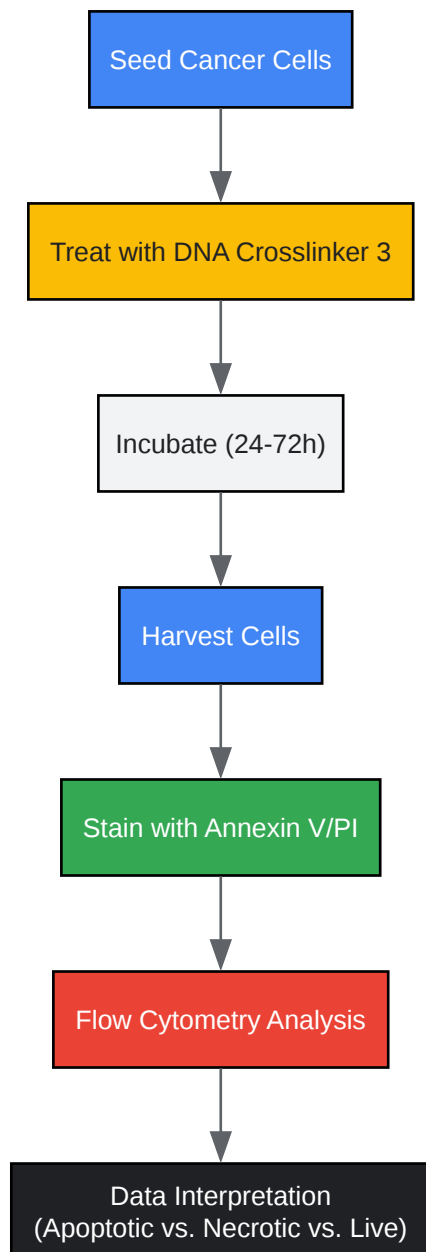 Seed Cancer Cells
Treat with DNA Crosslinker 3
Incubate (24-72h)
Harvest Cells
Stain with Annexin V/PI
Flow Cytometry Analysis
Data Interpretation
(Apoptotic vs. Necrotic vs. Live)